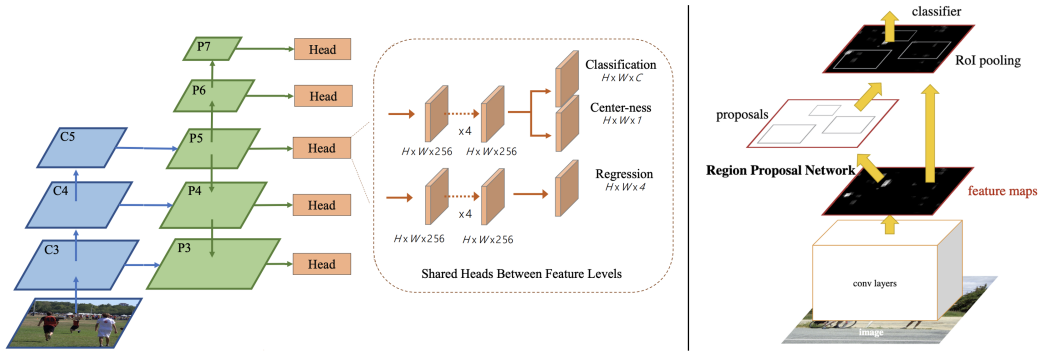 P7
Head
P6
Head
C5
P5
Head
C4
P4
Head
C3
P3
Head
Classification
H x W x C
Center-ness
H x W x 1
x4
H x W x 256
H x W x 256
Regression
H x W x 4
x4
H x W x 256
H x W x 256
Shared Heads Between Feature Levels
classifier
RoI pooling
proposals
Region Proposal Network
feature maps
conv layers
image